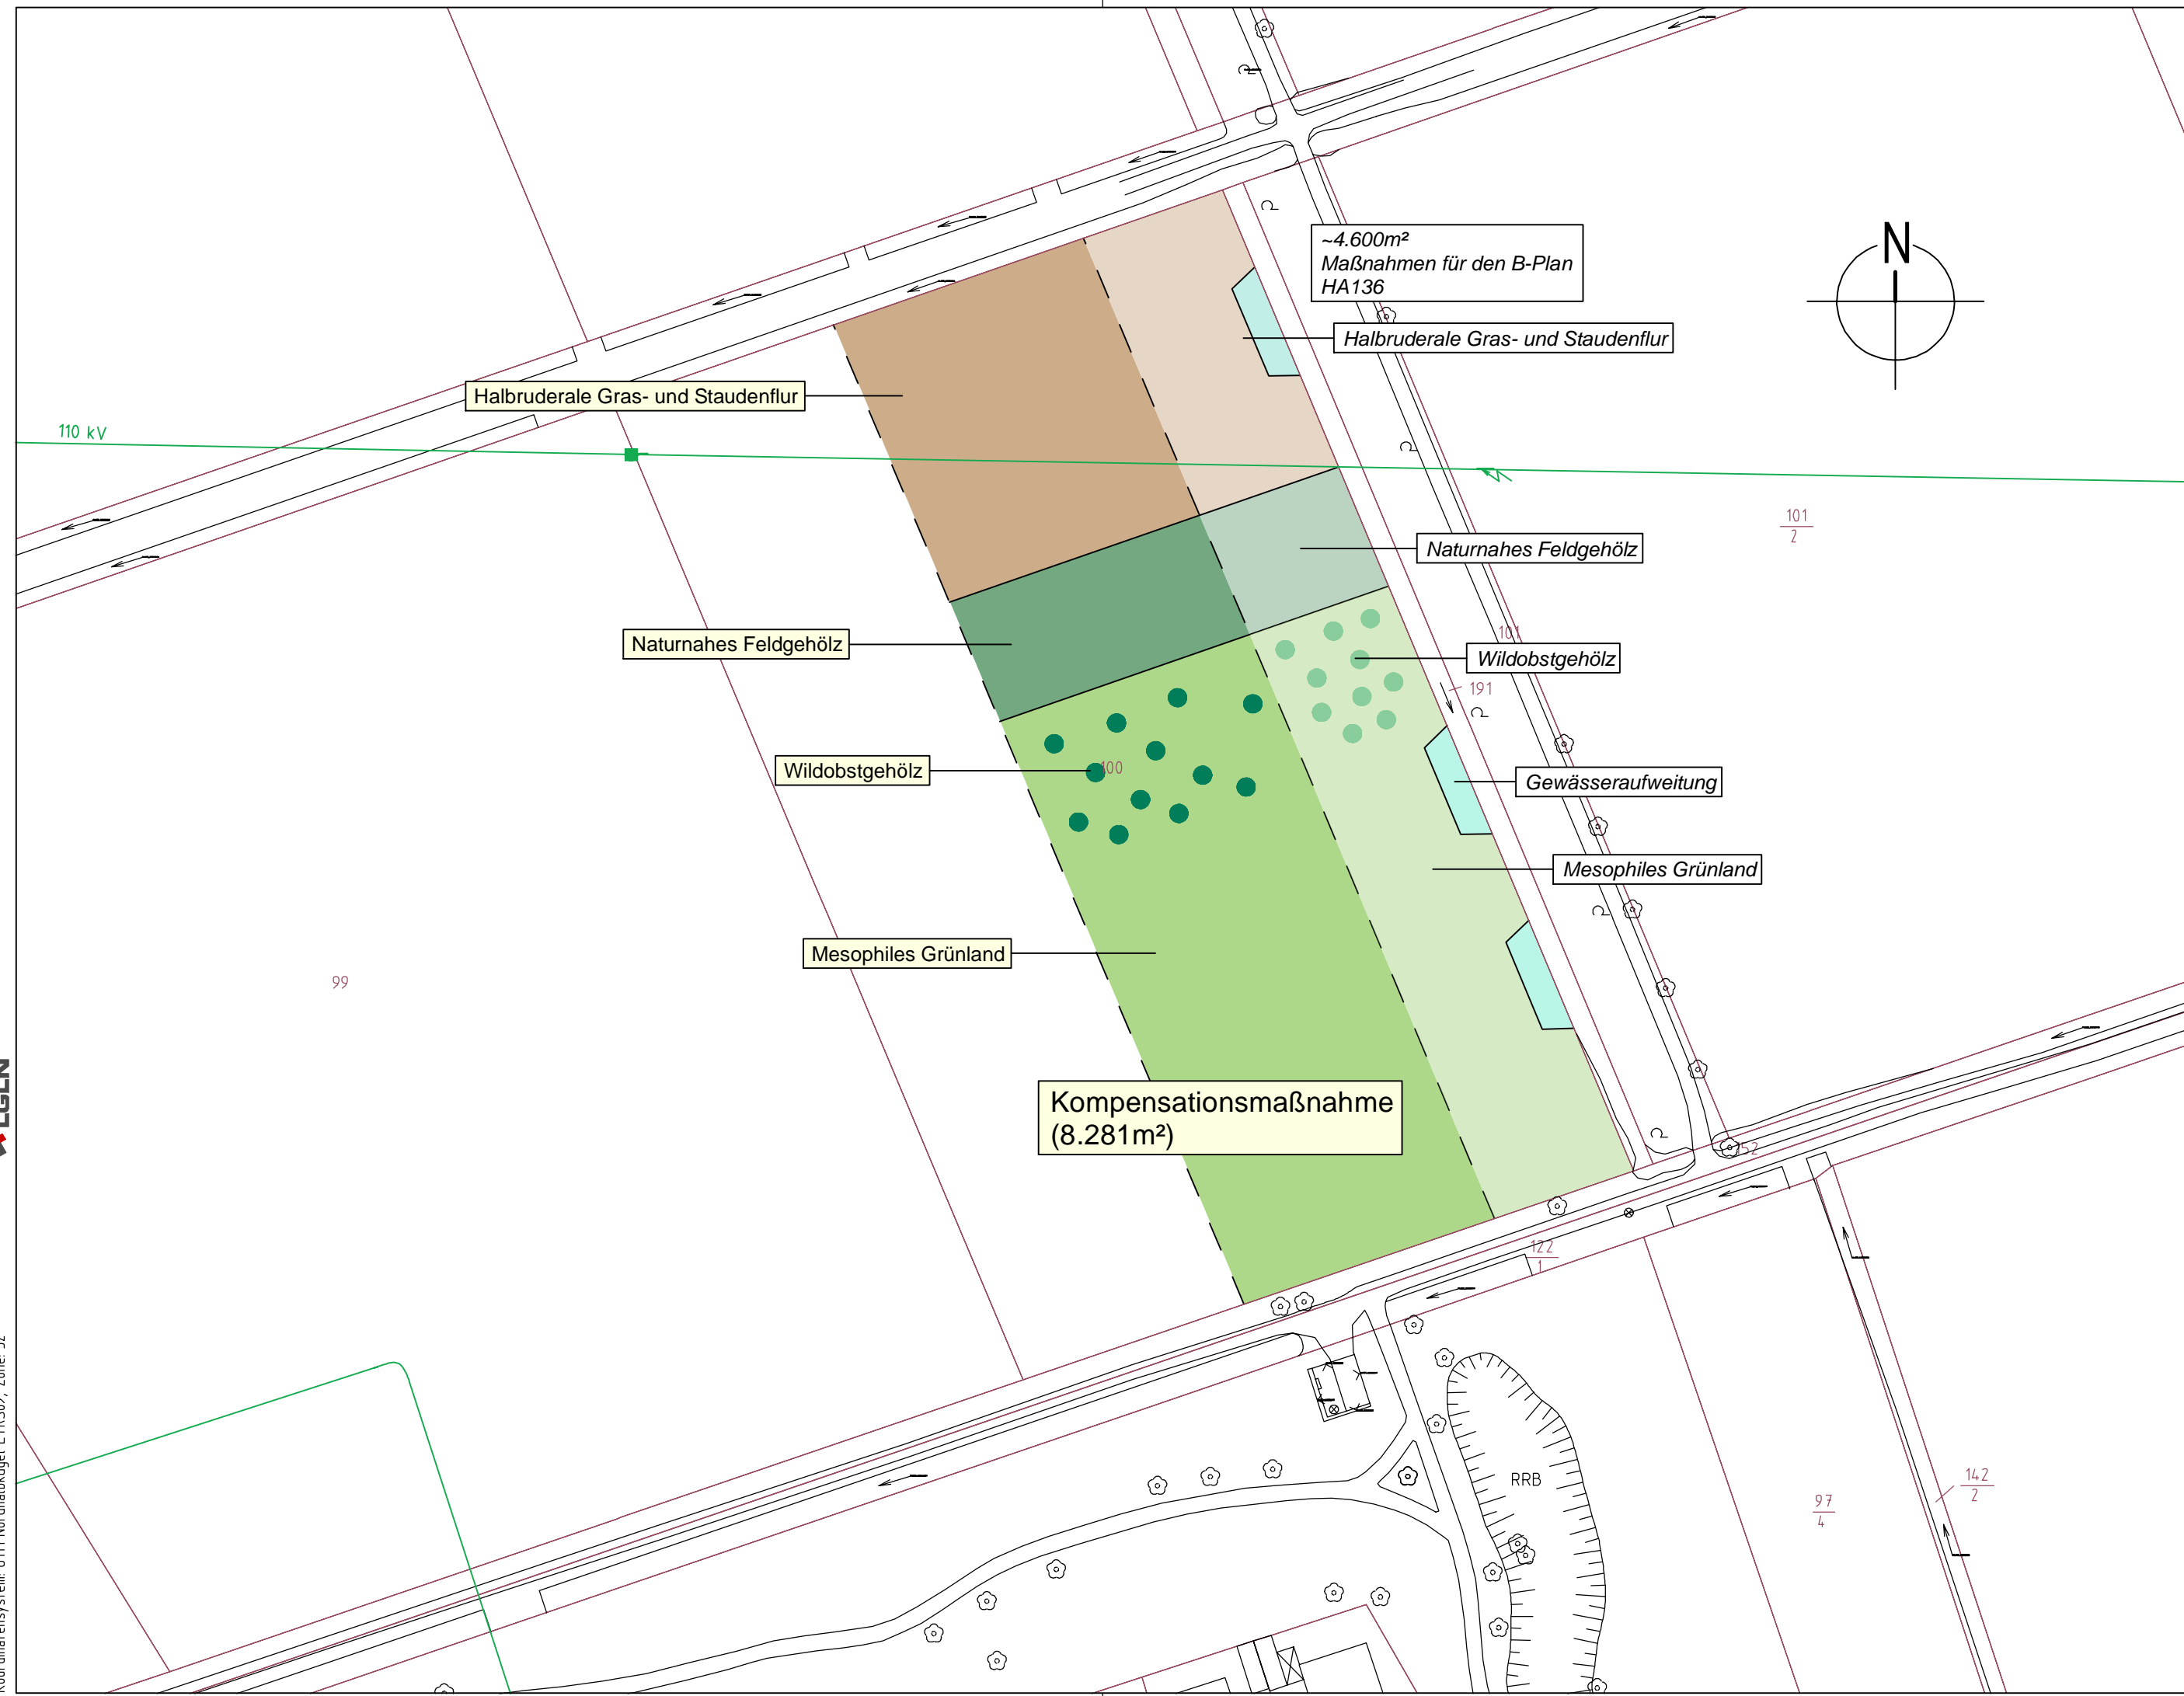 N
~4.600m²
Maßnahmen für den B-Plan
HA136
Halbruderale Gras- und Staudenflur
Halbruderale Gras- und Staudenflur
110 kV
101
2
Naturnahes Feldgehölz
Naturnahes Feldgehölz
101
Wildobstgehölz
191
Wildobstgehölz
100
Gewässeraufweitung
Mesophiles Grünland
Mesophiles Grünland
99
LGLN
Kompensationsmaßnahme
(8.281m²)
52
122
1
RRB
97
4
142
2